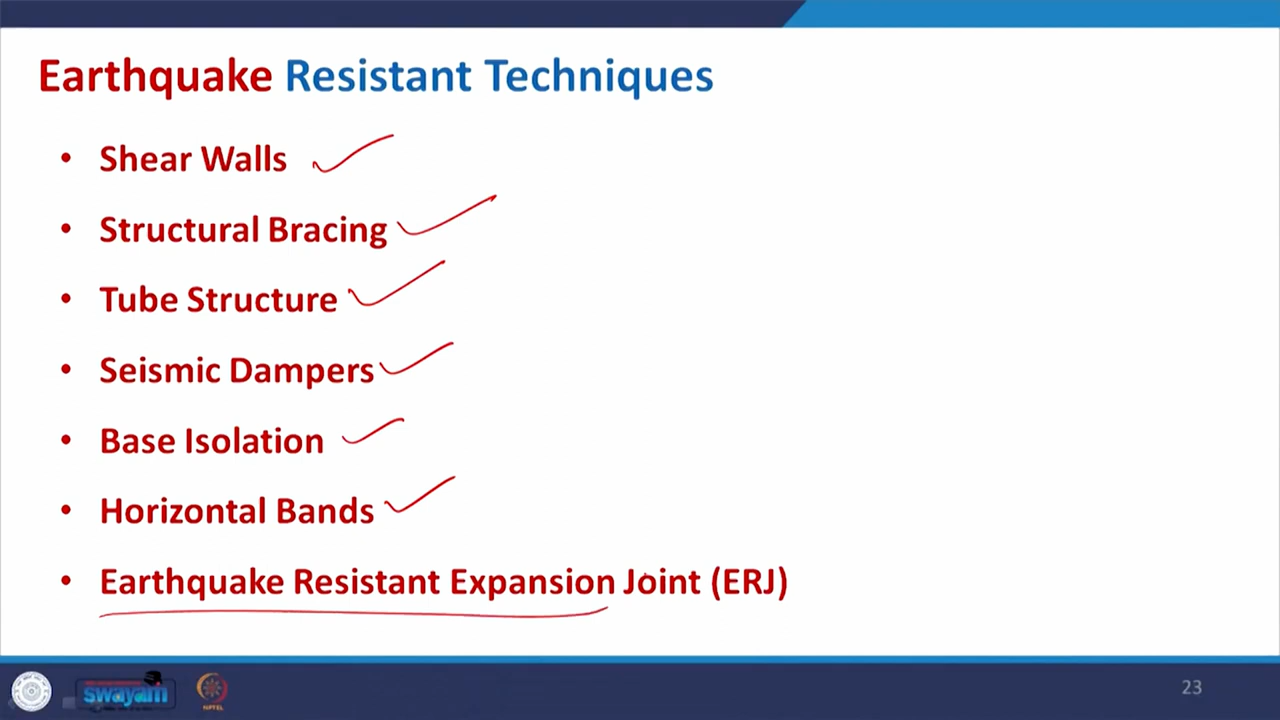 Earthquake Resistant Techniques
• Shear Walls
• Structural Bracing
• Tube Structure
• Seismic Dampers
• Base Isolation
• Horizontal Bands
• Earthquake Resistant Expansion Joint (ERJ)
swayam
NPTEL
23